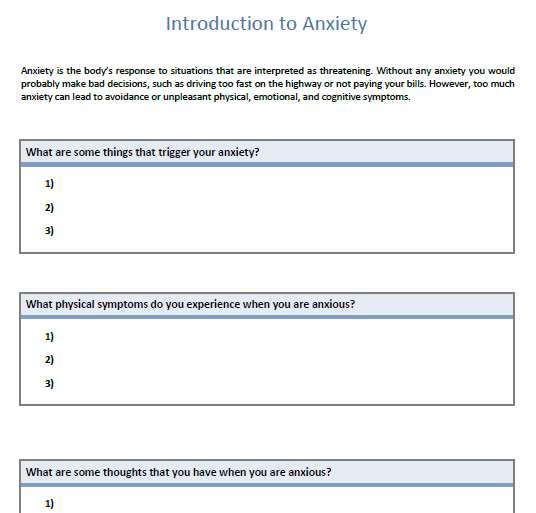 Introduction to Anxiety
Anxiety is the body's response to situations that are interpreted as threatening. Without any anxiety you would
probably make bad decisions, such as driving too fast on the highway or not paying your bills. However, too much
anxiety can lead to avoidance or unpleasant physical, emotional, and cognitive symptoms.
What are some things that trigger your anxiety?
1)
2)
3)
What physical symptoms do you experience when you are anxious?
1)
2)
3)
What are some thoughts that you have when you are anxious?
1)